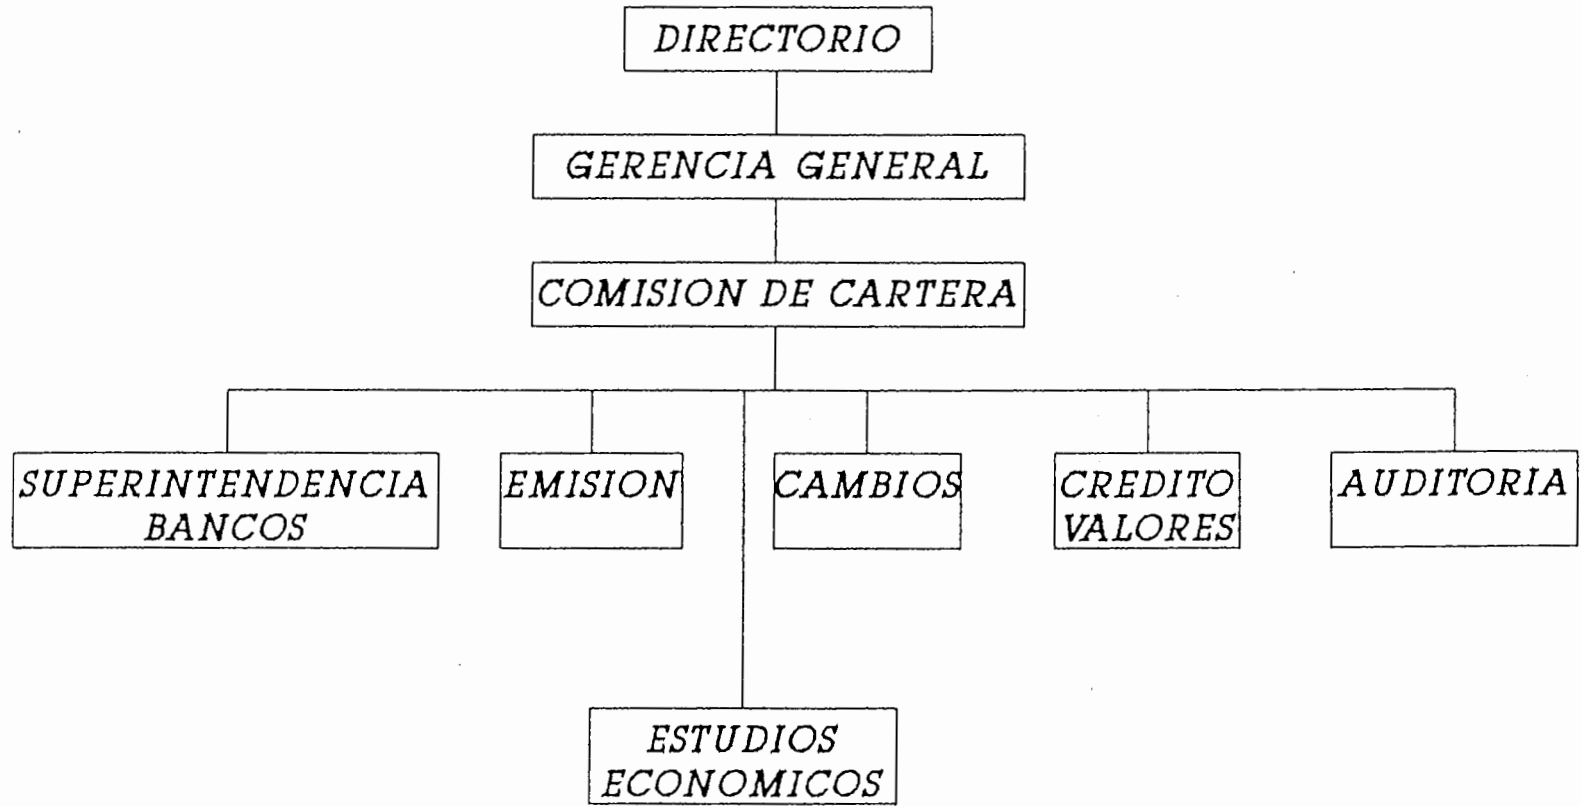 DIRECTORIO
GERENCIA GENERAL
COMISION DE CARTERA
SUPERINTENDENCIA
BANCOS
EMISION
CAMBIOS
CREDITO
VALORES
AUDITORIA
ESTUDIOS
ECONOMICOS